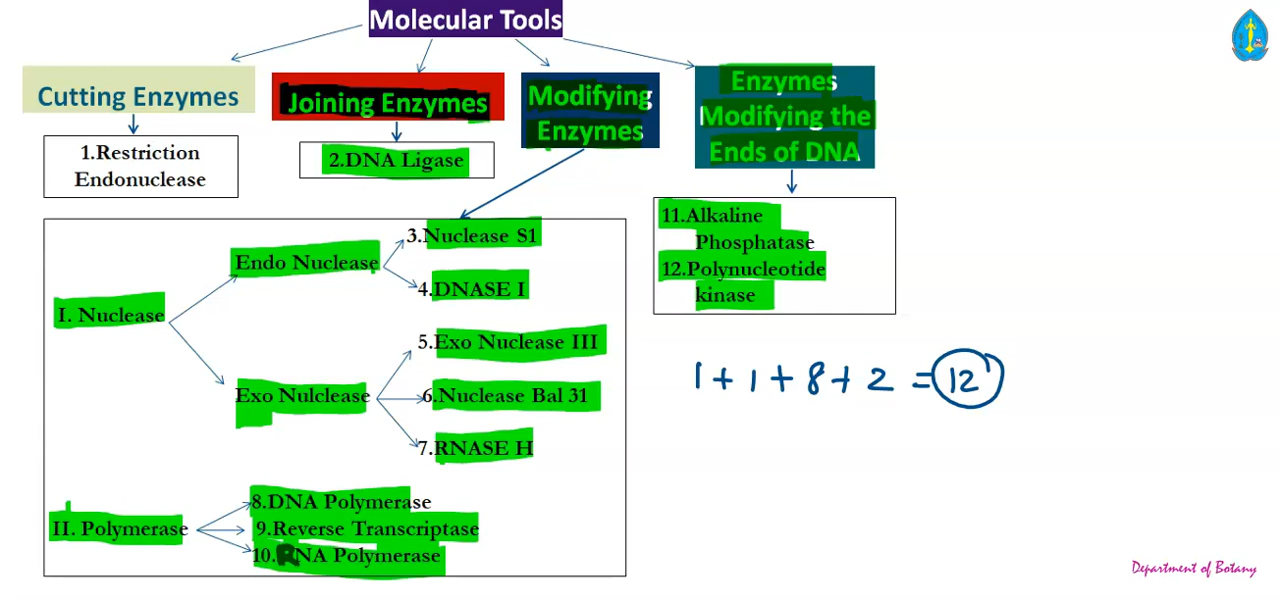 Molecular Tools
Cutting Enzymes
1.Restriction
Endonuclease
Joining Enzymes
2.DNA Ligase
Modifying
Enzymes
Enzymes
Modifying the
Ends of DNA
11.Alkaline
Phosphatase
12.Polynucleotide
kinase
I. Nuclease
Endo Nuclease
3.Nuclease S1
4.DNASE I
Exo Nulclease
5.Exo Nuclease III
6.Nuclease Bal 31
7.RNASE H
II. Polymerase
8.DNA Polymerase
9.Reverse Transcriptase
10.RNA Polymerase
1 + 1 + 8 + 2 = 12
Department of Botany